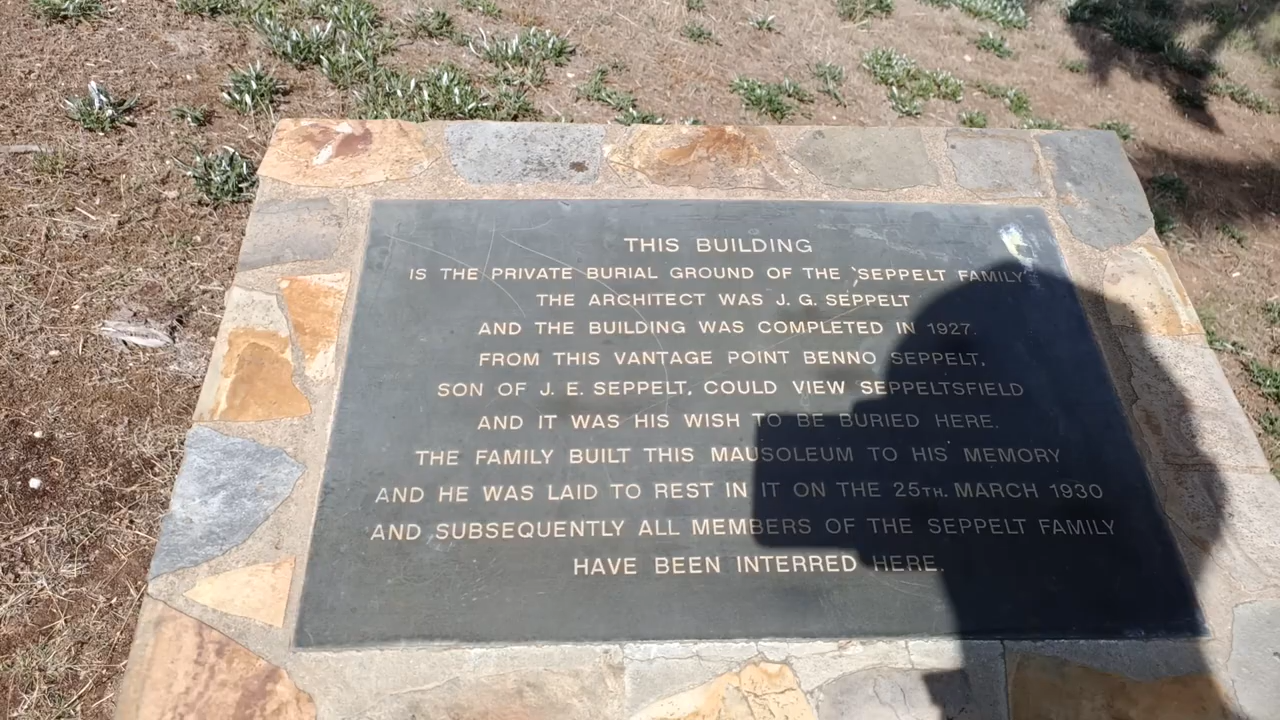 THIS BUILDING
IS THE PRIVATE BURIAL GROUND OF THE 'SEPPELT FAMILY'
THE ARCHITECT WAS J. G. SEPPELT
AND THE BUILDING WAS COMPLETED IN 1927.
FROM THIS VANTAGE POINT BENNO SEPPELT,
SON OF J. E. SEPPELT, COULD VIEW SEPPELTSFIELD
AND IT WAS HIS WISH TO BE BURIED HERE.
THE FAMILY BUILT THIS MAUSOLEUM TO HIS MEMORY
AND HE WAS LAID TO REST IN IT ON THE 25TH. MARCH 1930
AND SUBSEQUENTLY ALL MEMBERS OF THE SEPPELT FAMILY
HAVE BEEN INTERRED HERE.